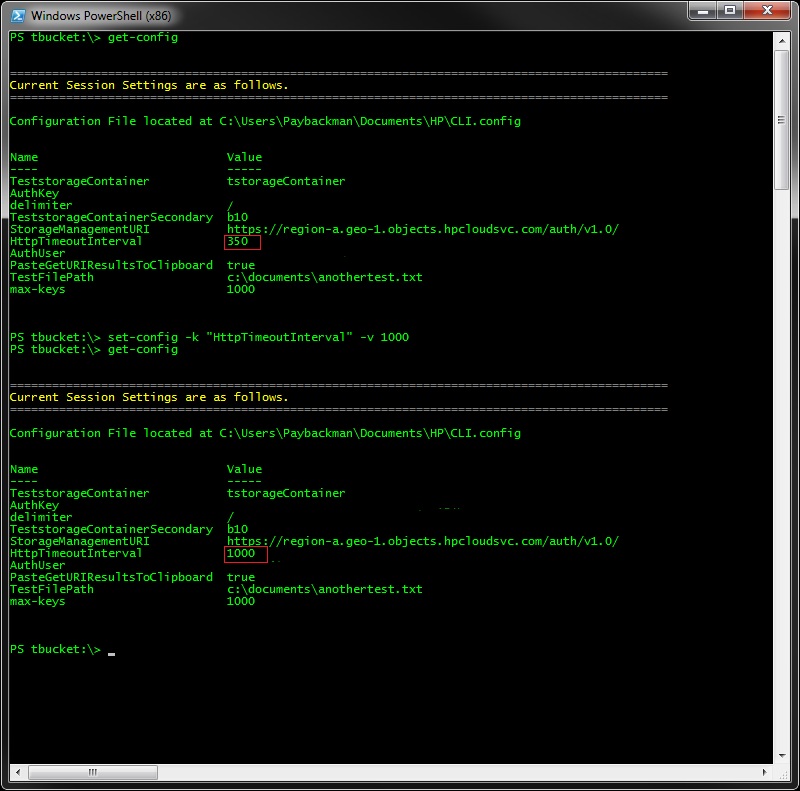 Windows PowerShell (x86)
PS tbucket:\> get-config
================================================================================
Current Session Settings are as follows.
================================================================================
Configuration File located at C:\Users\Paybackman\Documents\HP\CLI.config
Name Value
---- -----
TeststorageContainer tstorageContainer
AuthKey
delimiter /
TeststorageContainerSecondary b10
StorageManagementURI https://region-a.geo-1.objects.hpcloudsvc.com/auth/v1.0/
HttpTimeoutInterval 350
AuthUser
PasteGetURIResultsToClipboard true
TestFilePath c:\documents\anothertest.txt
max-keys 1000
PS tbucket:\> set-config -k "HttpTimeoutInterval" -v 1000
PS tbucket:\> get-config
================================================================================
Current Session Settings are as follows.
================================================================================
Configuration File located at C:\Users\Paybackman\Documents\HP\CLI.config
Name Value
---- -----
TeststorageContainer tstorageContainer
AuthKey
delimiter /
TeststorageContainerSecondary b10
StorageManagementURI https://region-a.geo-1.objects.hpcloudsvc.com/auth/v1.0/
HttpTimeoutInterval 1000
AuthUser
PasteGetURIResultsToClipboard true
TestFilePath c:\documents\anothertest.txt
max-keys 1000
PS tbucket:\> _